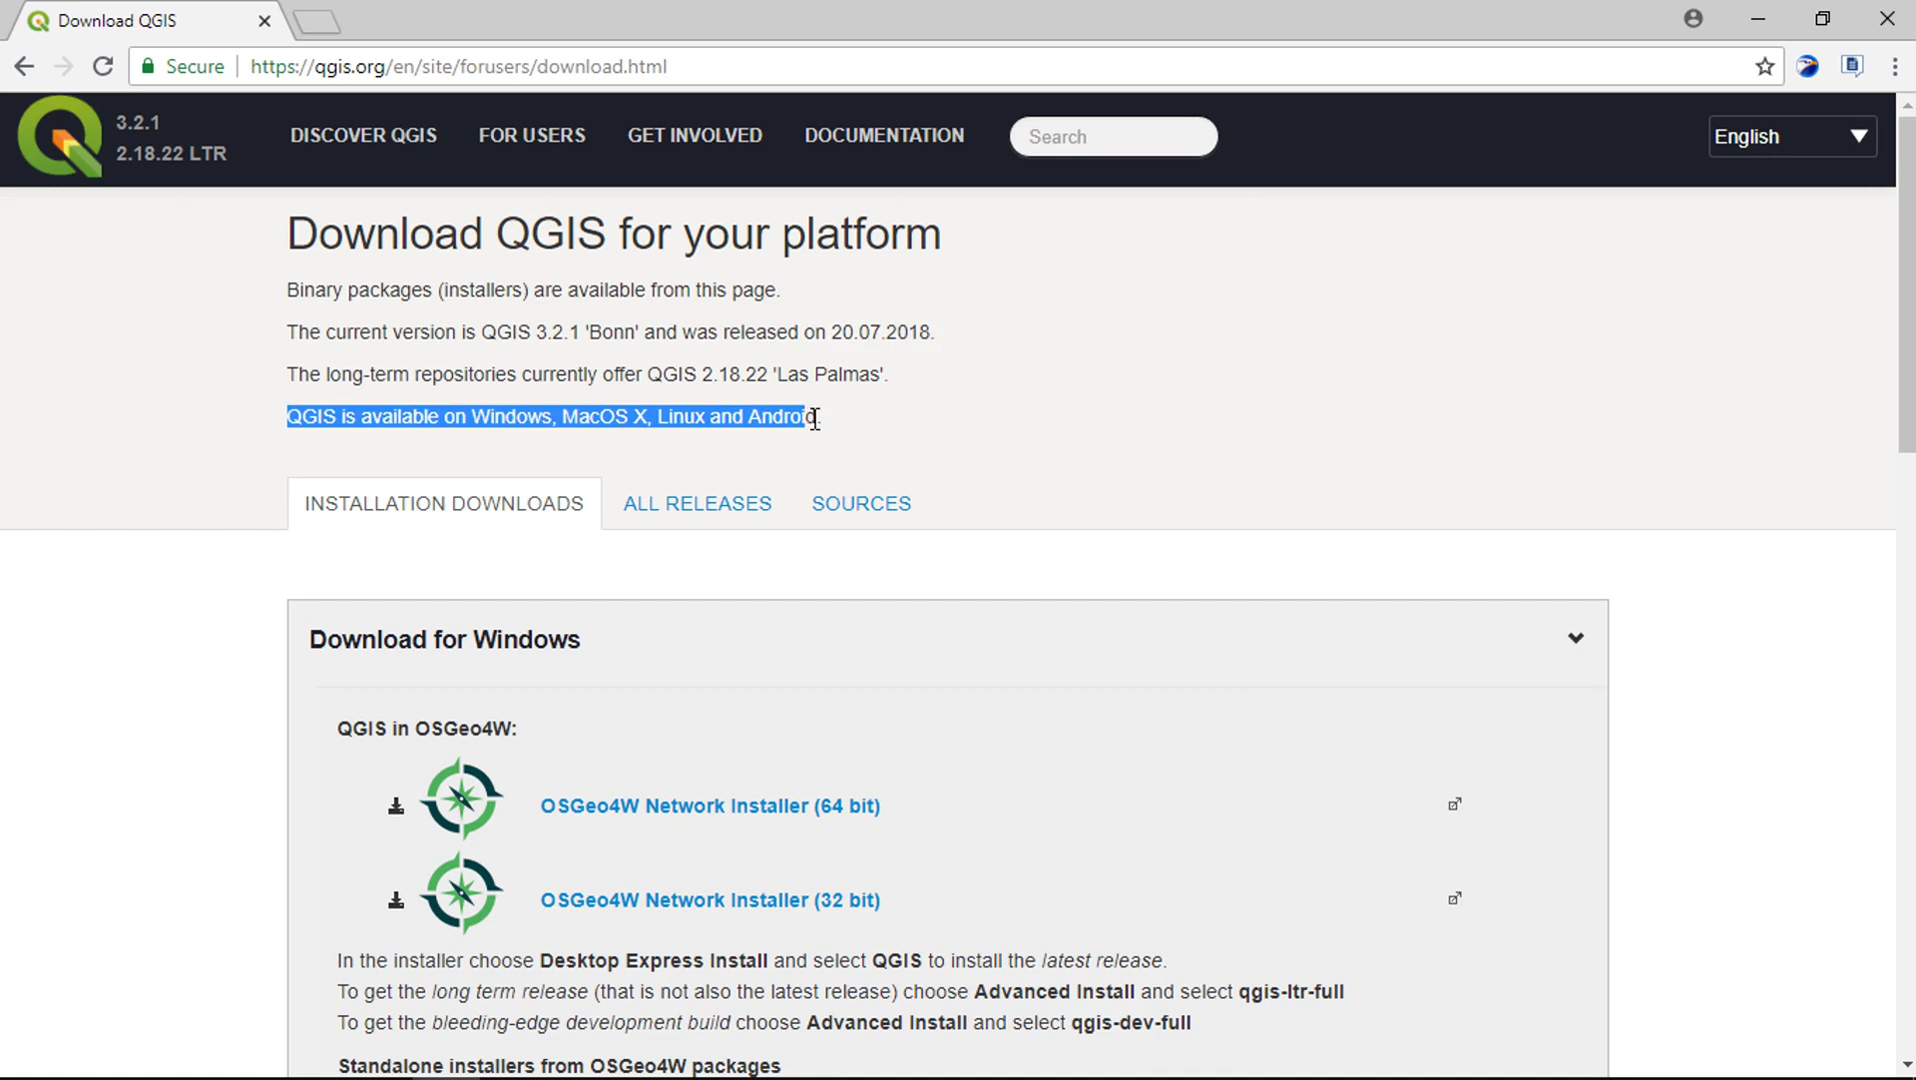 Download QGIS
Secure
https://qgis.org/en/site/forusers/download.html
3.2.1
2.18.22 LTR
DISCOVER QGIS
FOR USERS
GET INVOLVED
DOCUMENTATION
Search
English
Download QGIS for your platform
Binary packages (installers) are available from this page.
The current version is QGIS 3.2.1 'Bonn' and was released on 20.07.2018.
The long-term repositories currently offer QGIS 2.18.22 'Las Palmas'.
QGIS is available on Windows, MacOS X, Linux and Android.
INSTALLATION DOWNLOADS
ALL RELEASES
SOURCES
Download for Windows
QGIS in OSGeo4W:
OSGeo4W Network Installer (64 bit)
OSGeo4W Network Installer (32 bit)
In the installer choose Desktop Express Install and select QGIS to install the latest release.
To get the long term release (that is not also the latest release) choose Advanced Install and select qgis-ltr-full
To get the bleeding-edge development build choose Advanced Install and select qgis-dev-full
Standalone installers from OSGeo4W packages